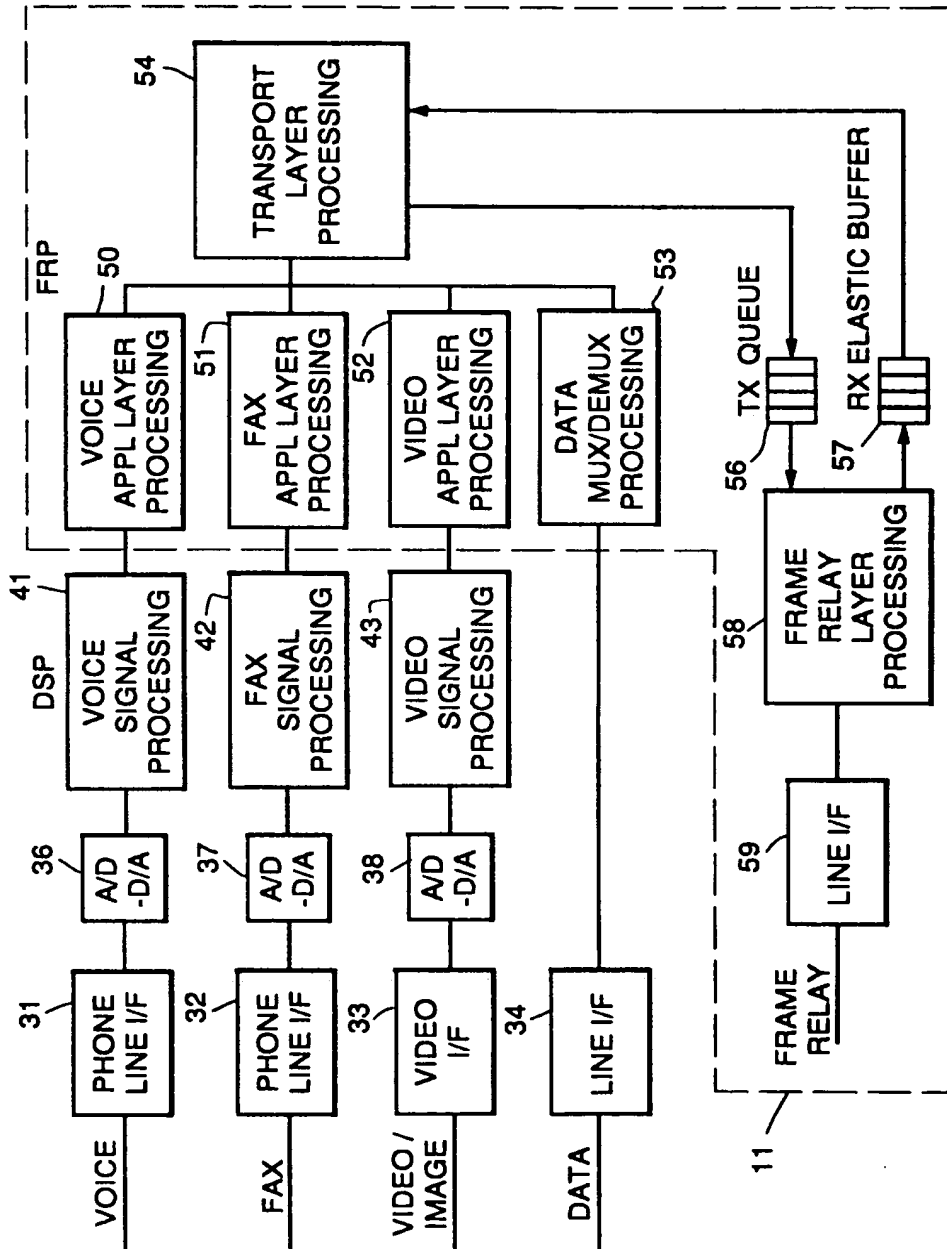 VOICE
31
PHONE
LINE I/F
36
A/D
-D/A
DSP
41
VOICE
SIGNAL
PROCESSING
FRP
50
VOICE
APPL LAYER
PROCESSING
54
TRANSPORT
LAYER
PROCESSING
FAX
32
PHONE
LINE I/F
37
A/D
-D/A
42
FAX
SIGNAL
PROCESSING
51
FAX
APPL LAYER
PROCESSING
VIDEO /
IMAGE
33
VIDEO
I/F
38
A/D
-D/A
43
VIDEO
SIGNAL
PROCESSING
52
VIDEO
APPL LAYER
PROCESSING
DATA
34
LINE I/F
53
DATA
MUX/DEMUX
PROCESSING
56
TX QUEUE
57
RX ELASTIC BUFFER
58
FRAME
RELAY
LAYER
PROCESSING
59
LINE I/F
FRAME
RELAY
11